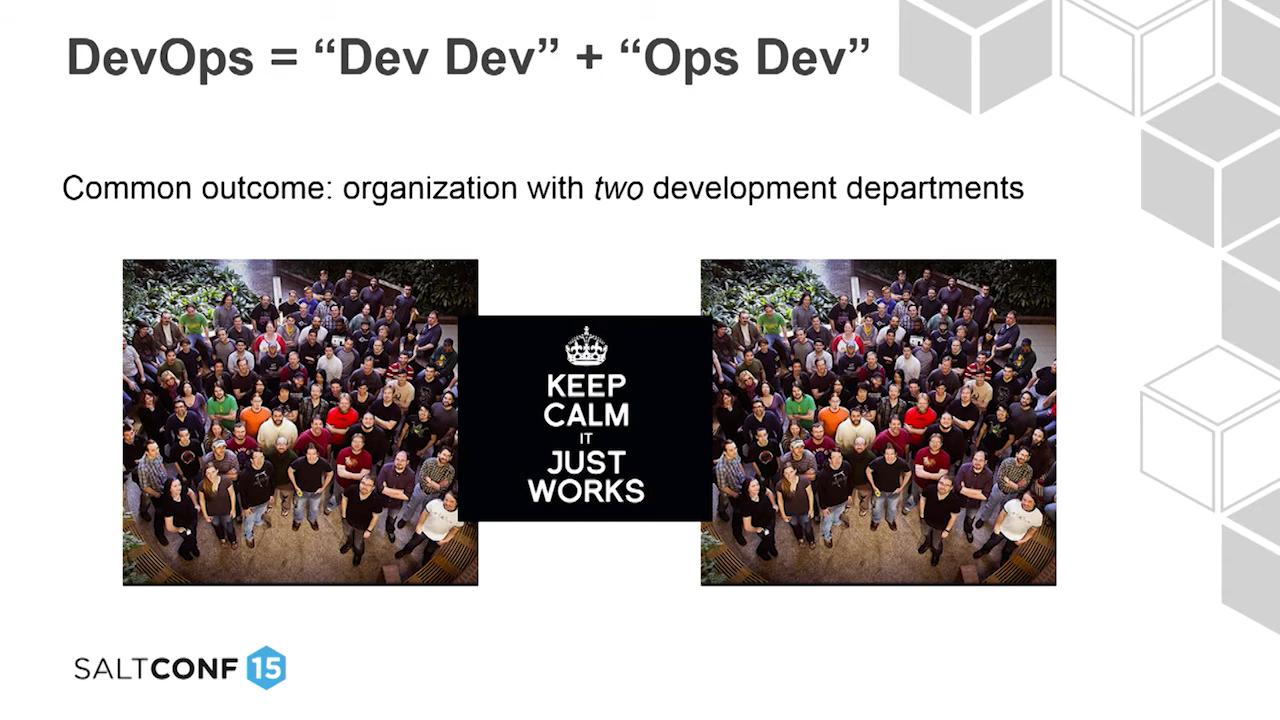 DevOps = “Dev Dev” + “Ops Dev”
Common outcome: organization with two development departments
KEEP
CALM
IT
JUST
WORKS
SALTCONF 15